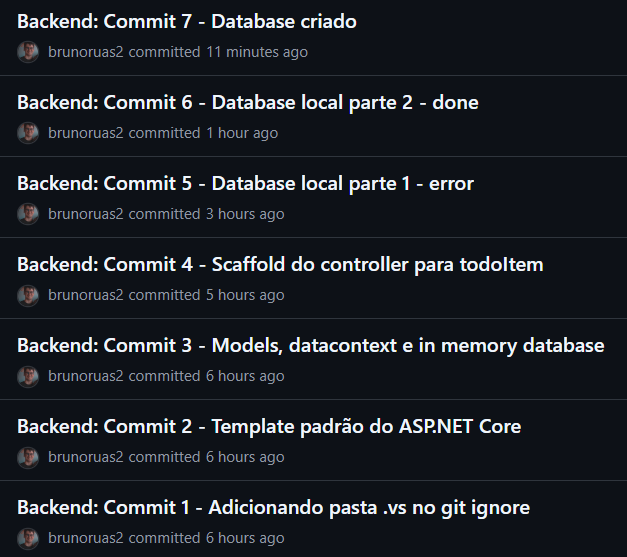 Backend: Commit 7 - Database criado
brunoruas2 committed 11 minutes ago
Backend: Commit 6 - Database local parte 2 - done
brunoruas2 committed 1 hour ago
Backend: Commit 5 - Database local parte 1 - error
brunoruas2 committed 3 hours ago
Backend: Commit 4 - Scaffold do controller para todoItem
brunoruas2 committed 5 hours ago
Backend: Commit 3 - Models, datacontext e in memory database
brunoruas2 committed 6 hours ago
Backend: Commit 2 - Template padrão do ASP.NET Core
brunoruas2 committed 6 hours ago
Backend: Commit 1 - Adicionando pasta .vs no git ignore
brunoruas2 committed 6 hours ago